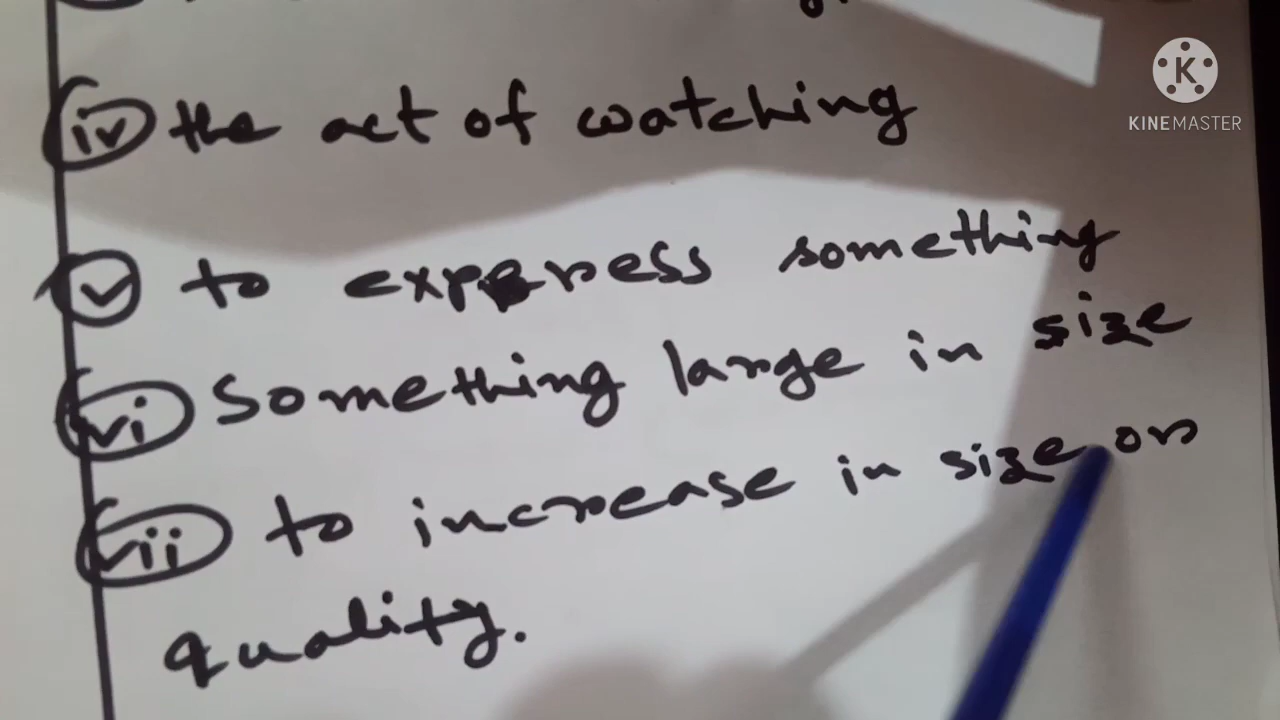 iv the act of watching
K
KINEMASTER
v to express something
vi something large in size
vii to increase in size or
quality.